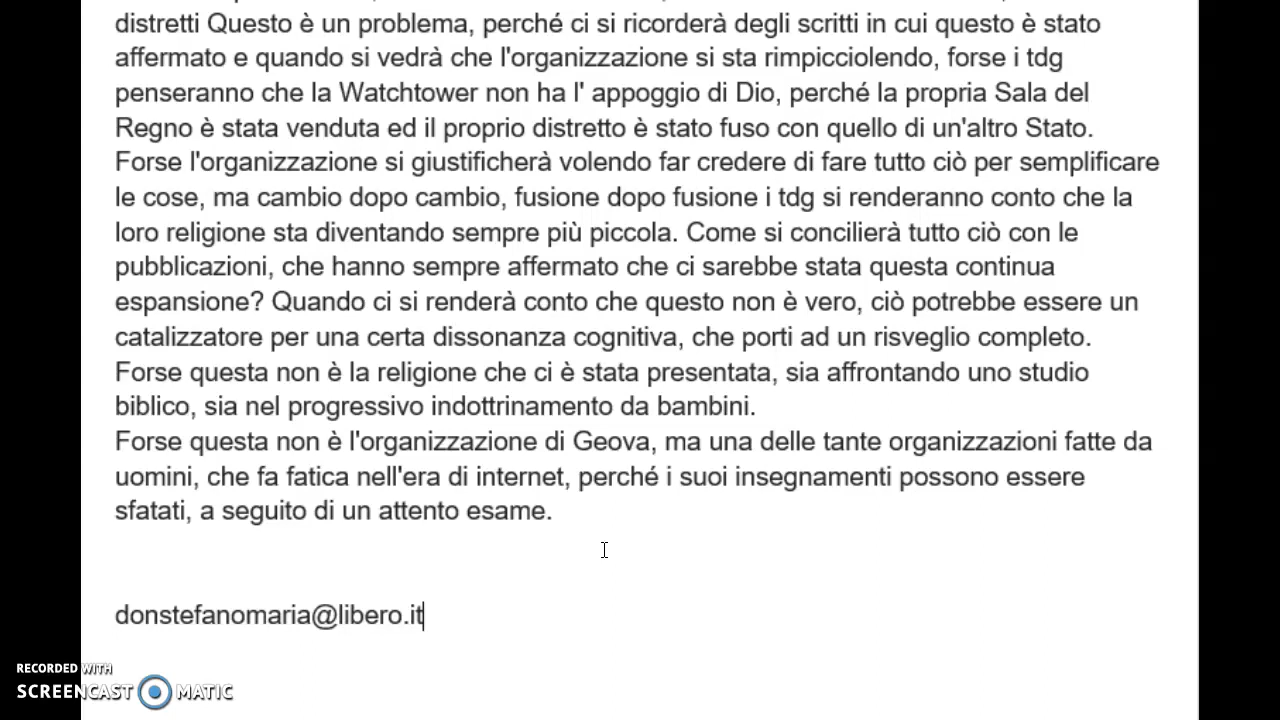 distretti Questo è un problema, perché ci si ricorderà degli scritti in cui questo è stato
affermato e quando si vedrà che l'organizzazione si sta rimpicciolendo, forse i tdg
penseranno che la Watchtower non ha l' appoggio di Dio, perché la propria Sala del
Regno è stata venduta ed il proprio distretto è stato fuso con quello di un'altro Stato.
Forse l'organizzazione si giustificherà volendo far credere di fare tutto ciò per semplificare
le cose, ma cambio dopo cambio, fusione dopo fusione i tdg si renderanno conto che la
loro religione sta diventando sempre più piccola. Come si concilierà tutto ciò con le
pubblicazioni, che hanno sempre affermato che ci sarebbe stata questa continua
espansione? Quando ci si renderà conto che questo non è vero, ciò potrebbe essere un
catalizzatore per una certa dissonanza cognitiva, che porti ad un risveglio completo.
Forse questa non è la religione che ci è stata presentata, sia affrontando uno studio
biblico, sia nel progressivo indottrinamento da bambini.
Forse questa non è l'organizzazione di Geova, ma una delle tante organizzazioni fatte da
uomini, che fa fatica nell'era di internet, perché i suoi insegnamenti possono essere
sfatati, a seguito di un attento esame.
donstefanomaria@libero.it
RECORDED WITH
SCREENCAST MATIC